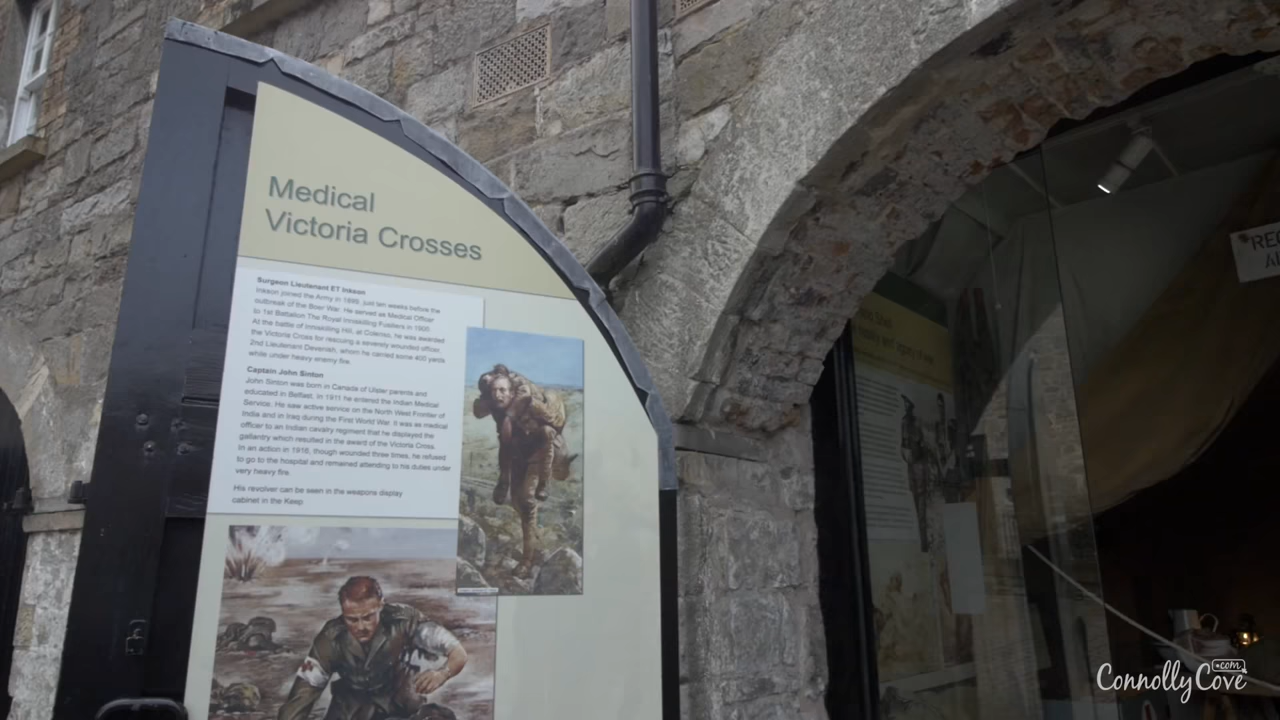 Medical
Victoria Crosses
Surgeon Lieutenant ET Inkson
Inkson joined the Army in 1899, just ten weeks before the
outbreak of the Boer War. He served as Medical Officer
to 1st Battalion The Royal Inniskilling Fusiliers in 1900.
At the battle of Inniskilling Hill, at Colenso, he was awarded
the Victoria Cross for rescuing a severely wounded officer,
2nd Lieutenant Devenish, whom he carried some 400 yards
while under heavy enemy fire.
Captain John Sinton
John Sinton was born in Canada of Ulster parents and
educated in Belfast. In 1911 he entered the Indian Medical
Service. He saw active service on the North West Frontier of
India and in Iraq during the First World War. It was as medical
officer to an Indian cavalry regiment that he displayed the
gallantry which resulted in the award of the Victoria Cross.
In an action in 1916, though wounded three times, he refused
to go to the hospital and remained attending to his duties under
very heavy fire.
His revolver can be seen in the weapons display
cabinet in the Keep
ConnollyCove
.com